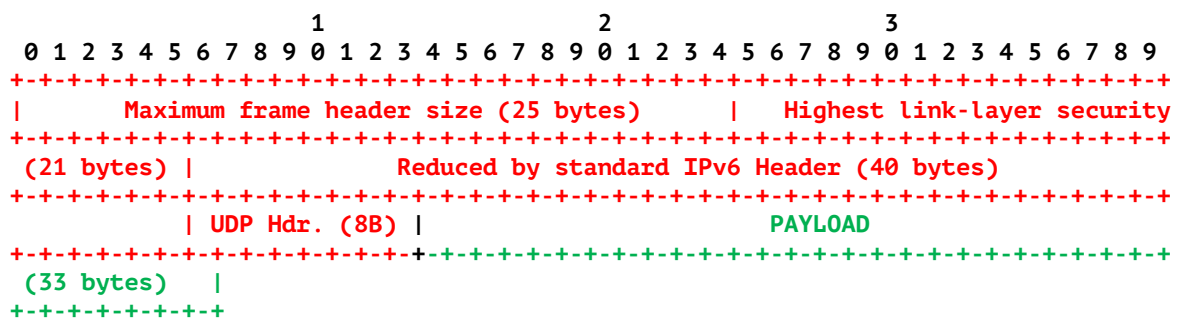 1                   2                   3
 0 1 2 3 4 5 6 7 8 9 0 1 2 3 4 5 6 7 8 9 0 1 2 3 4 5 6 7 8 9 0 1 2 3 4 5 6 7 8 9
+-+-+-+-+-+-+-+-+-+-+-+-+-+-+-+-+-+-+-+-+-+-+-+-+-+-+-+-+-+-+-+-+-+-+-+-+-+-+-+-+
|       Maximum frame header size (25 bytes)      |   Highest link-layer security
+-+-+-+-+-+-+-+-+-+-+-+-+-+-+-+-+-+-+-+-+-+-+-+-+-+-+-+-+-+-+-+-+-+-+-+-+-+-+-+-+
 (21 bytes) |              Reduced by standard IPv6 Header (40 bytes)
+-+-+-+-+-+-+-+-+-+-+-+-+-+-+-+-+-+-+-+-+-+-+-+-+-+-+-+-+-+-+-+-+-+-+-+-+-+-+-+-+
            | UDP Hdr. (8B) |                        PAYLOAD
+-+-+-+-+-+-+-+-+-+-+-+-+-+-+-+-+-+-+-+-+-+-+-+-+-+-+-+-+-+-+-+-+-+-+-+-+-+-+-+-+
 (33 bytes)   |
+-+-+-+-+-+-+-+